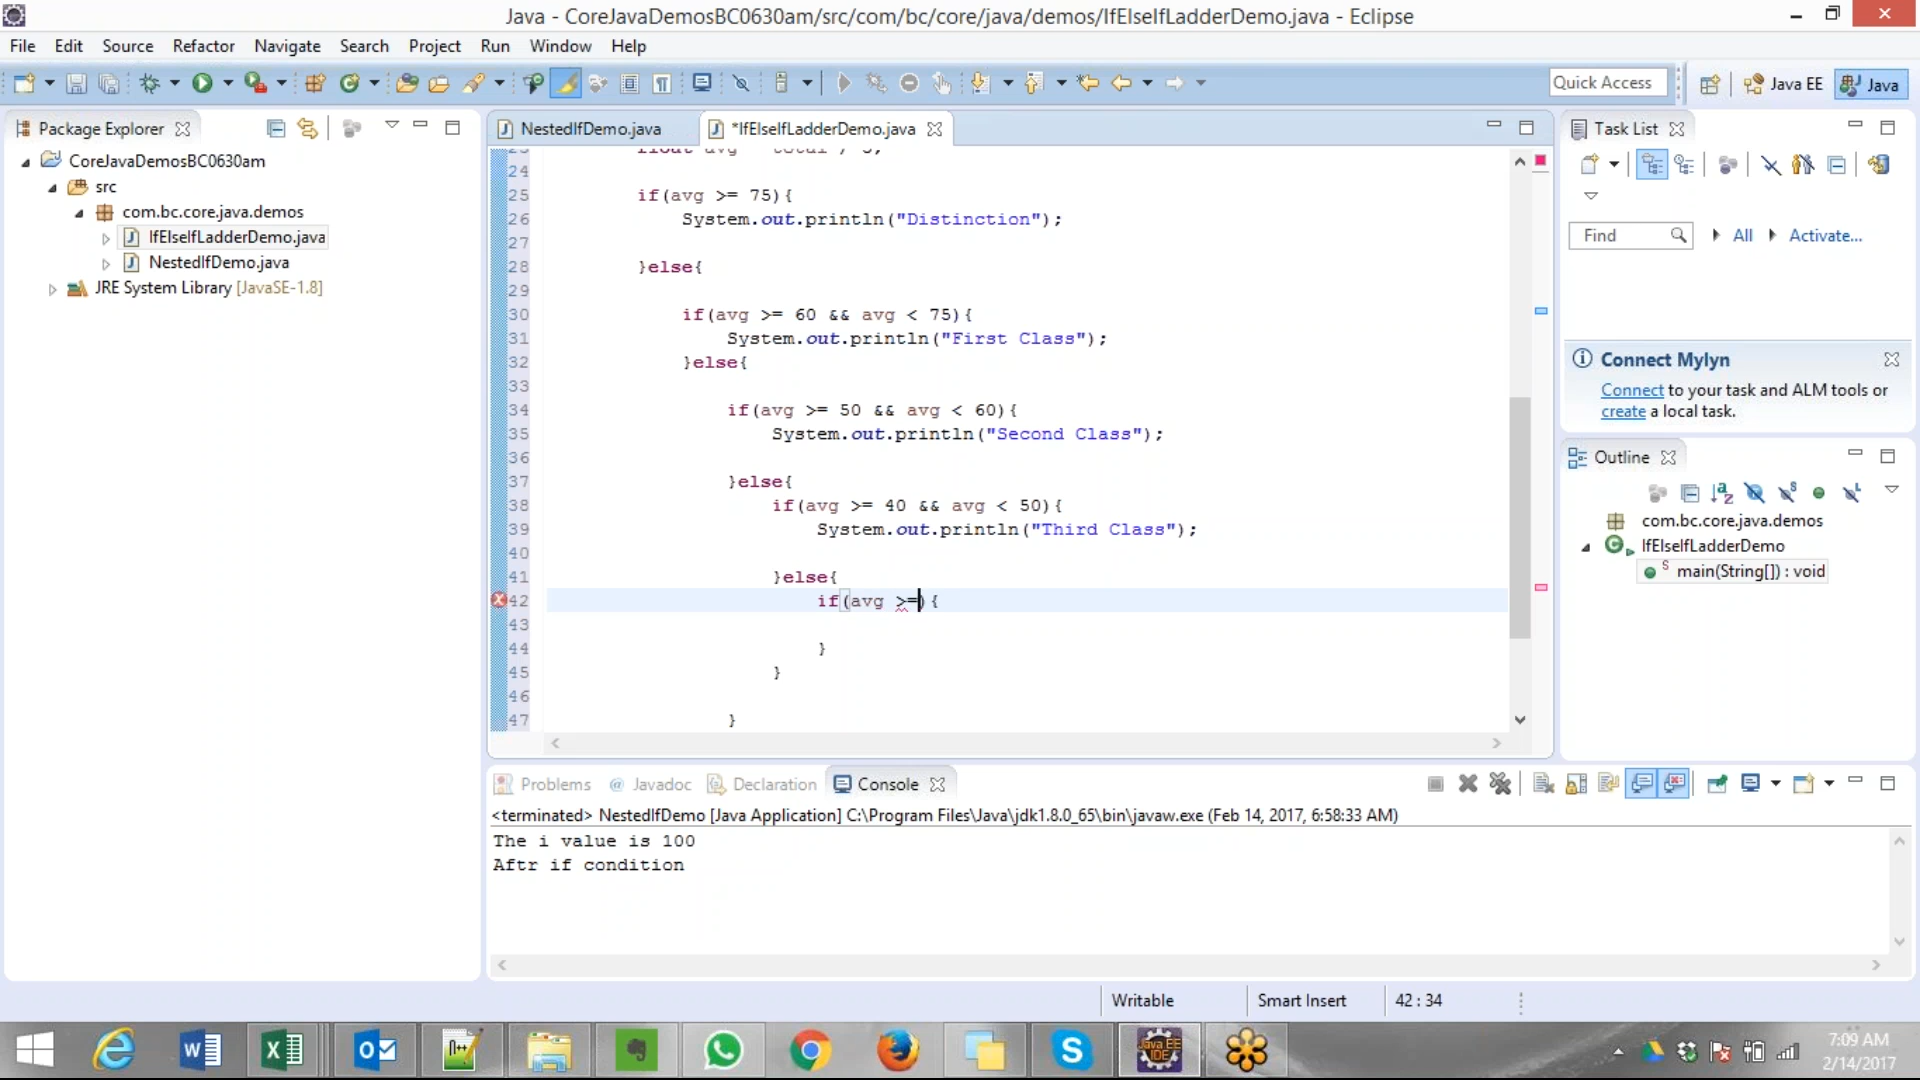 Java - CoreJavaDemosBC0630am/src/com/bc/core/java/demos/IfElseIfLadderDemo.java - Eclipse
File Edit Source Refactor Navigate Search Project Run Window Help
Quick Access
Java EE
Java
Package Explorer
CoreJavaDemosBC0630am
src
com.bc.core.java.demos
IfElseIfLadderDemo.java
NestedIfDemo.java
JRE System Library [JavaSE-1.8]
NestedIfDemo.java
*IfElseIfLadderDemo.java
23 float avg = total / 3;
24
25 if(avg >= 75){
26 System.out.println("Distinction");
27
28 }else{
29
30 if(avg >= 60 && avg < 75){
31 System.out.println("First Class");
32 }else{
33
34 if(avg >= 50 && avg < 60){
35 System.out.println("Second Class");
36
37 }else{
38 if(avg >= 40 && avg < 50){
39 System.out.println("Third Class");
40
41 }else{
42 if(avg >=){
43
44 }
45 }
46
47 }
Task List
Find
All
Activate...
Connect Mylyn
Connect to your task and ALM tools or
create a local task.
Outline
com.bc.core.java.demos
IfElseIfLadderDemo
main(String[]) : void
Problems @ Javadoc Declaration Console
<terminated> NestedIfDemo [Java Application] C:\Program Files\Java\jdk1.8.0_65\bin\javaw.exe (Feb 14, 2017, 6:58:33 AM)
The i value is 100
Aftr if condition
Writable
Smart Insert
42 : 34
7:09 AM
2/14/2017